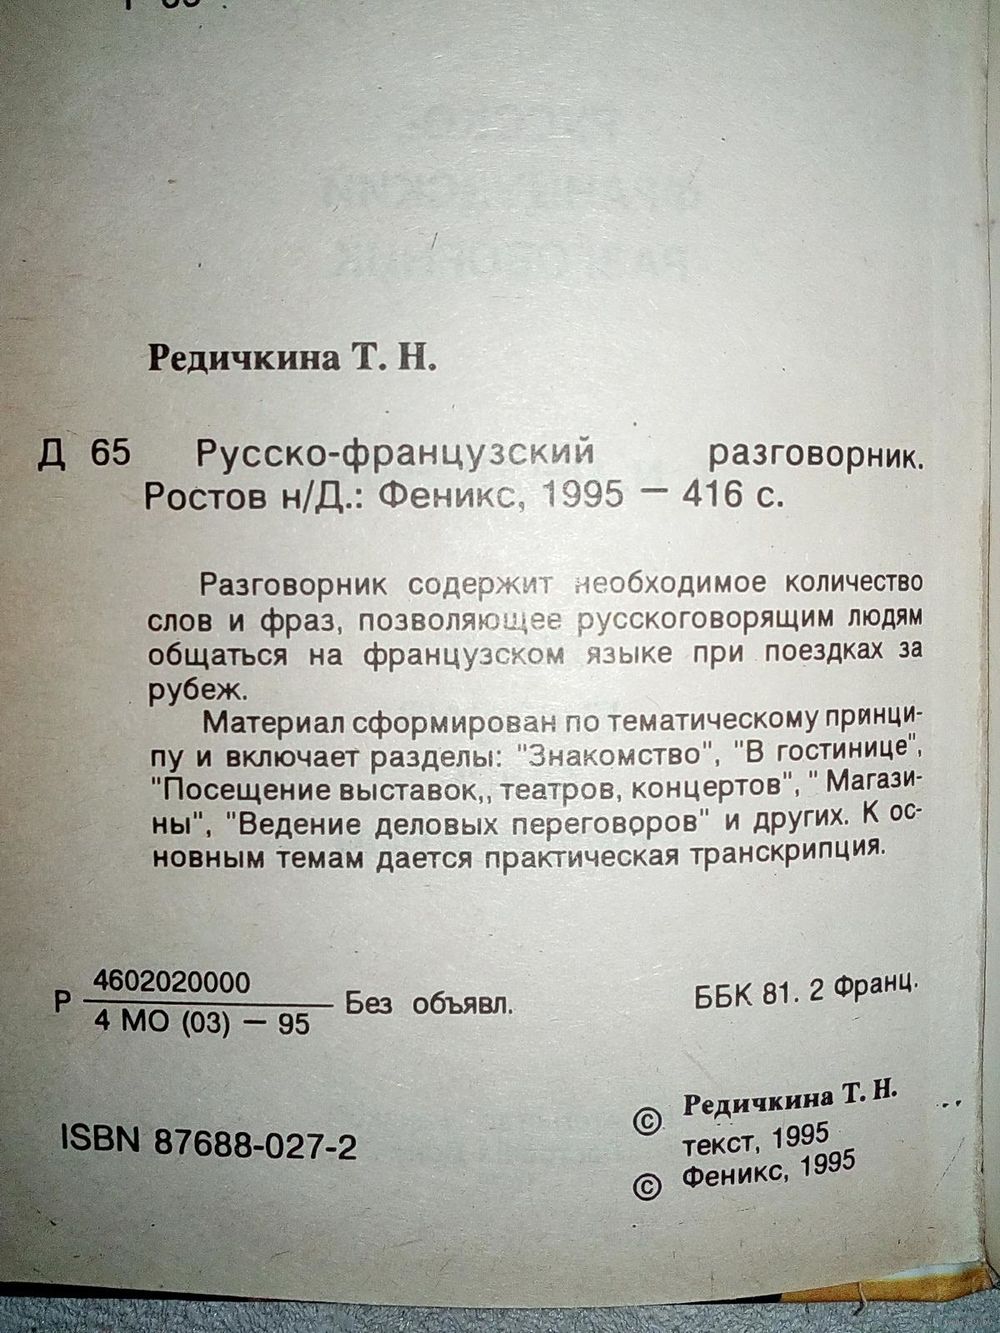 Редичкина Т. Н.
Д 65 Русско-французский разговорник.
Ростов н/Д.: Феникс, 1995 — 416 с.
Разговорник содержит необходимое количество
слов и фраз, позволяющее русскоговорящим людям
общаться на французском языке при поездках за
рубеж.
Материал сформирован по тематическому принци-
пу и включает разделы: "Знакомство", "В гостинице",
"Посещение выставок,, театров, концертов", " Магази-
ны", "Ведение деловых переговоров" и других. К ос-
новным темам дается практическая транскрипция.
Р 4602020000
4 МО (03) — 95 Без объявл.
ББК 81. 2 Франц.
ISBN 87688-027-2
© Редичкина Т. Н.
текст, 1995
© Феникс, 1995